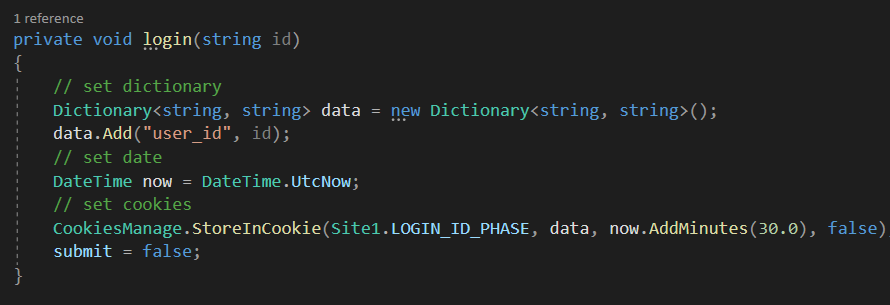 1 reference
private void login(string id)
{
// set dictionary
Dictionary<string, string> data = new Dictionary<string, string>();
data.Add("user_id", id);
// set date
DateTime now = DateTime.UtcNow;
// set cookies
CookiesManage.StoreInCookie(Site1.LOGIN_ID_PHASE, data, now.AddMinutes(30.0), false)
submit = false;
}